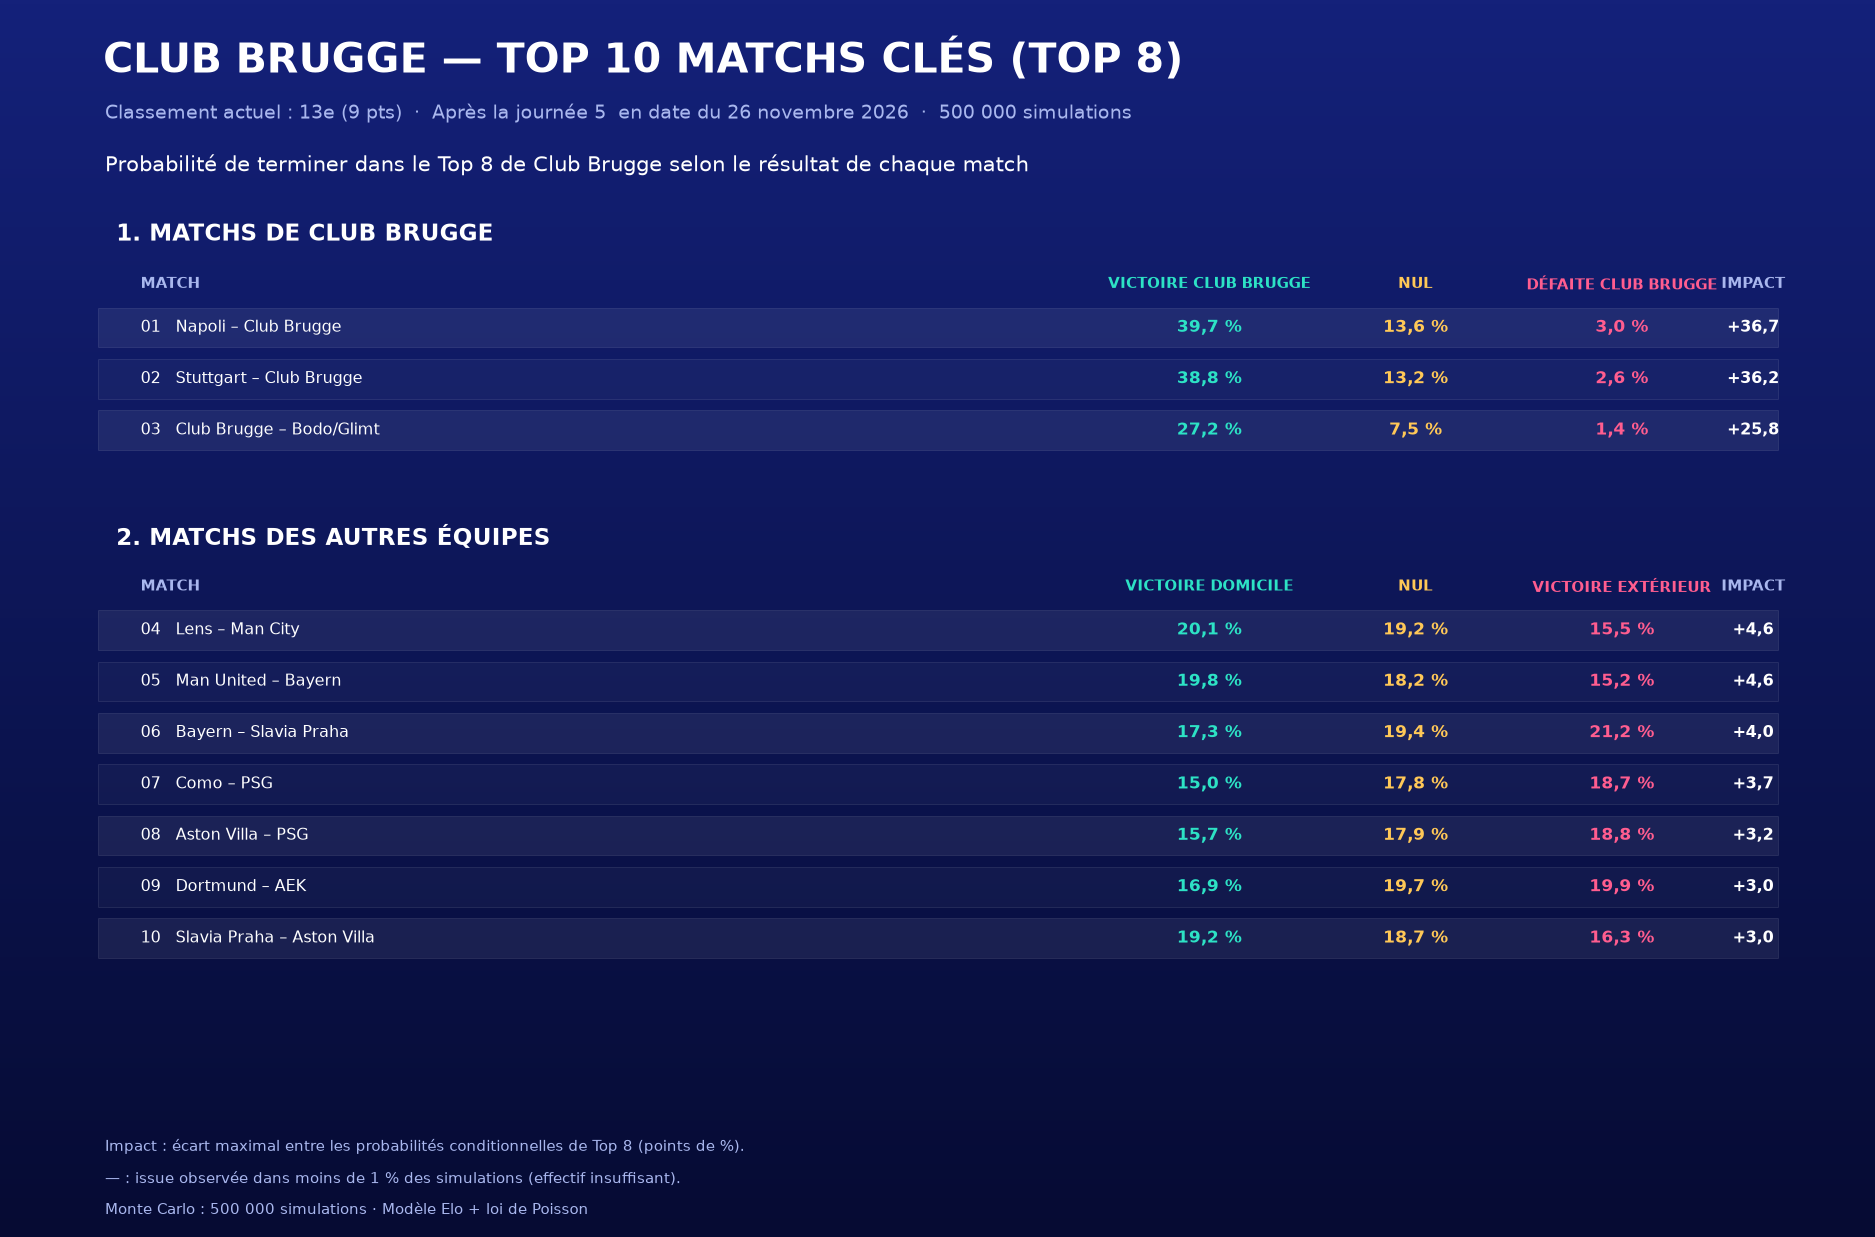 CLUB BRUGGE — TOP 10 MATCHS CLÉS (TOP 8)
Classement actuel : 13e (9 pts) · Après la journée 5 en date du 26 novembre 2026 · 500 000 simulations
Probabilité de terminer dans le Top 8 de Club Brugge selon le résultat de chaque match
1. MATCHS DE CLUB BRUGGE
MATCH VICTOIRE CLUB BRUGGE NUL DÉFAITE CLUB BRUGGE IMPACT
01 Napoli – Club Brugge 39,7 % 13,6 % 3,0 % +36,7
02 Stuttgart – Club Brugge 38,8 % 13,2 % 2,6 % +36,2
03 Club Brugge – Bodo/Glimt 27,2 % 7,5 % 1,4 % +25,8
2. MATCHS DES AUTRES ÉQUIPES
MATCH VICTOIRE DOMICILE NUL VICTOIRE EXTÉRIEUR IMPACT
04 Lens – Man City 20,1 % 19,2 % 15,5 % +4,6
05 Man United – Bayern 19,8 % 18,2 % 15,2 % +4,6
06 Bayern – Slavia Praha 17,3 % 19,4 % 21,2 % +4,0
07 Como – PSG 15,0 % 17,8 % 18,7 % +3,7
08 Aston Villa – PSG 15,7 % 17,9 % 18,8 % +3,2
09 Dortmund – AEK 16,9 % 19,7 % 19,9 % +3,0
10 Slavia Praha – Aston Villa 19,2 % 18,7 % 16,3 % +3,0
Impact : écart maximal entre les probabilités conditionnelles de Top 8 (points de %).
— : issue observée dans moins de 1 % des simulations (effectif insuffisant).
Monte Carlo : 500 000 simulations · Modèle Elo + loi de Poisson